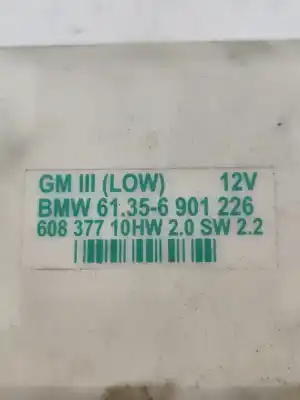 GM III (LOW) 12V
BMW 61.35-6 901 226
608 377 10HW 2.0 SW 2.2